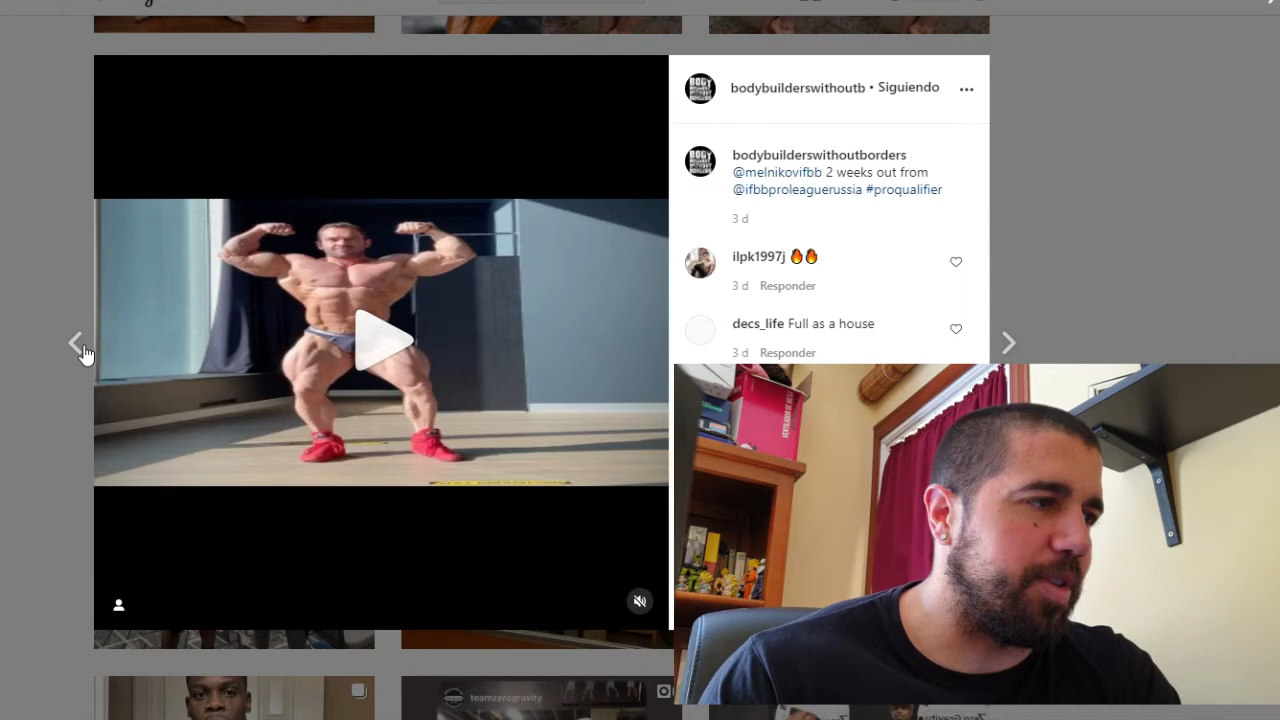 bodybuilderswithoutb • Siguiendo
bodybuilderswithoutborders
@melnikovifbb 2 weeks out from
@ifbbproleaguerussia #proqualifier
3 d
ilpk1997j 🔥🔥
3 d Responder
decs_life Full as a house
3 d Responder
teamzerogravity